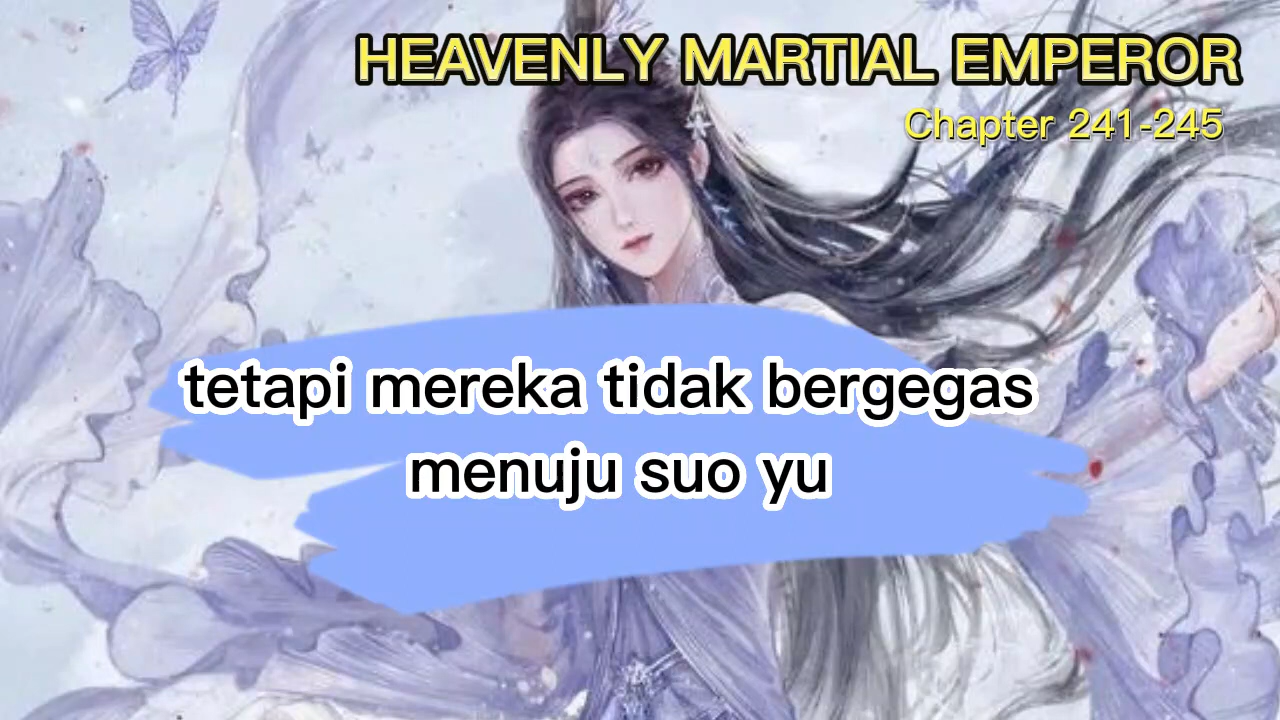 HEAVENLY MARTIAL EMPEROR
Chapter 241-245
tetapi mereka tidak bergegas
menuju suo yu